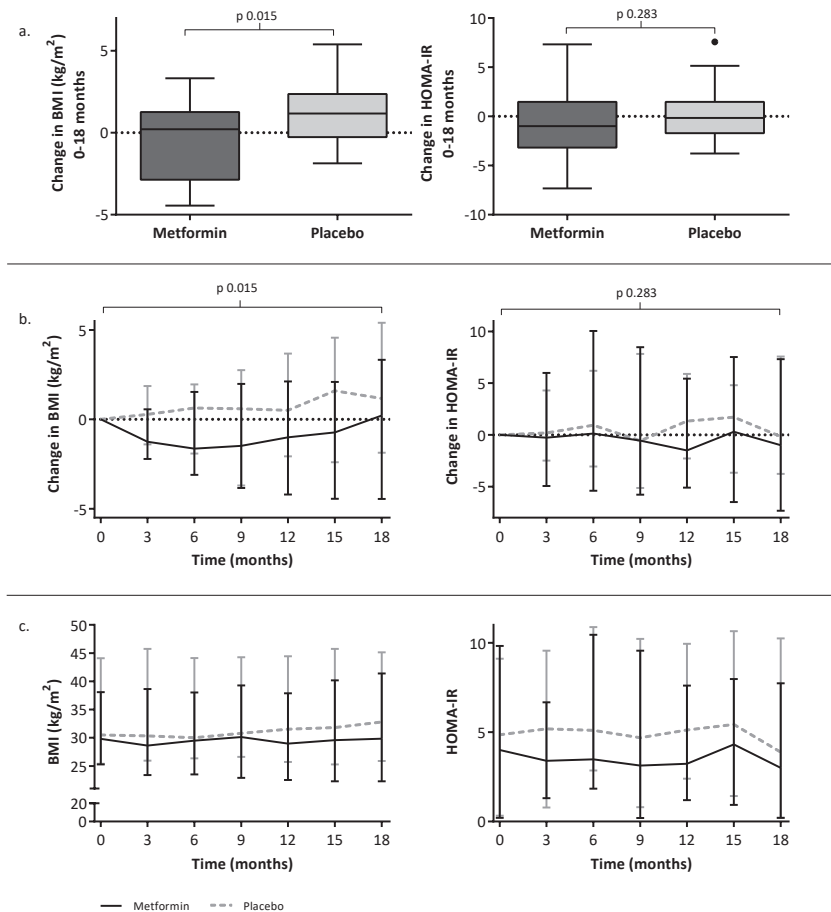 a.
p 0.015
Change in BMI (kg/m²)
0-18 months
5
0
-5
Metformin
Placebo
p 0.283
Change in HOMA-IR
0-18 months
10
5
0
-5
-10
Metformin
Placebo
b.
p 0.015
Change in BMI (kg/m²)
5
0
-5
0 3 6 9 12 15 18
Time (months)
p 0.283
Change in HOMA-IR
10
5
0
-5
0 3 6 9 12 15 18
Time (months)
c.
BMI (kg/m²)
50
45
40
35
30
25
20
0
0 3 6 9 12 15 18
Time (months)
HOMA-IR
10
5
0
0 3 6 9 12 15 18
Time (months)
Metformin Placebo